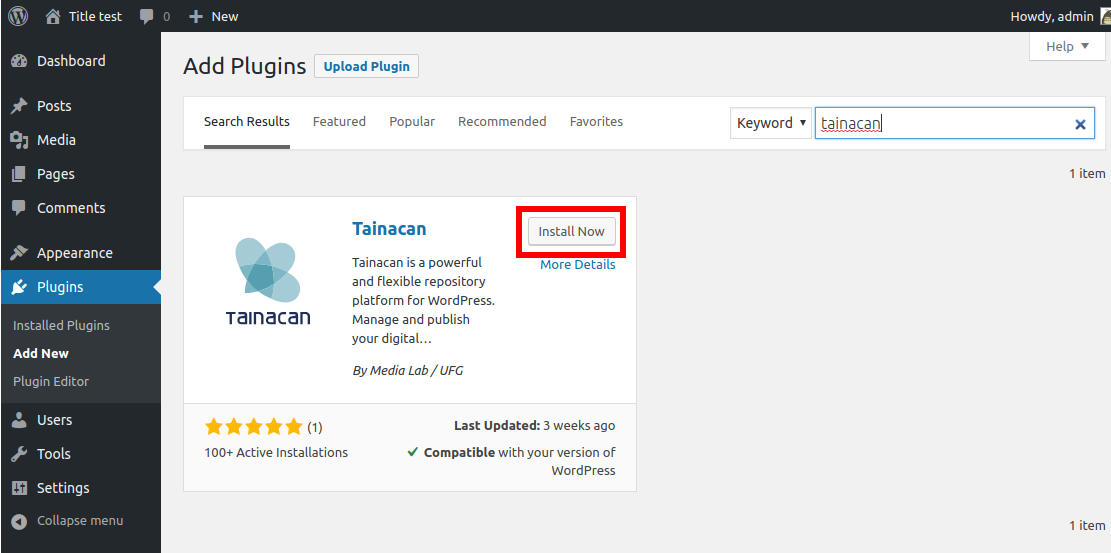 Title test 0 New Howdy, admin
Help
Dashboard
Posts
Media
Pages
Comments
Appearance
Plugins
Installed Plugins
Add New
Plugin Editor
Users
Tools
Settings
Collapse menu
Add Plugins Upload Plugin
Search Results Featured Popular Recommended Favorites Keyword tainacan
1 item
TAINACAN
Tainacan
Install Now
More Details
Tainacan is a powerful
and flexible repository
platform for WordPress.
Manage and publish
your digital...
By Media Lab / UFG
(1)
100+ Active Installations
Last Updated: 3 weeks ago
Compatible with your version of
WordPress
1 item